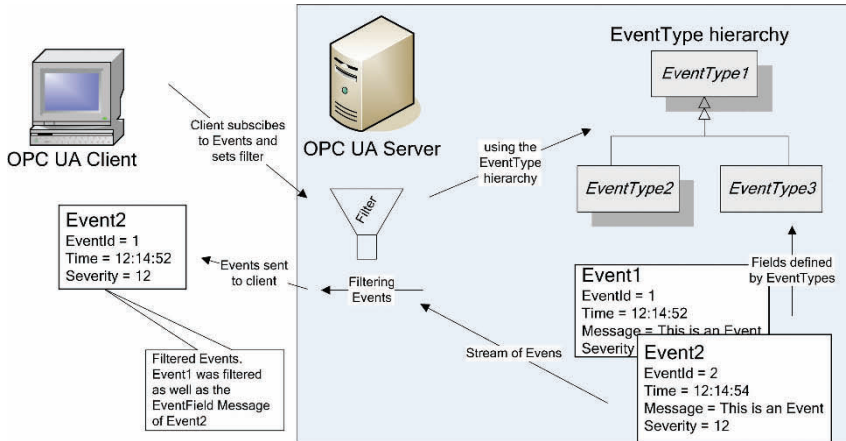 OPC UA Client
Client subscibes
to Events and
sets filter
OPC UA Server
EventType hierarchy
EventType1
using the
EventType
hierarchy
EventType2
EventType3
Filter
Event2
EventId = 1
Time = 12:14:52
Severity = 12
Events sent
to client
Filtering
Events
Fields defined
by EventTypes
Event1
EventId = 1
Time = 12:14:52
Message = This is an Event
Severity
Stream of Evens
Event2
EventId = 2
Time = 12:14:54
Message = This is an Event
Severity = 12
Filtered Events.
Event1 was filtered
as well as the
EventField Message
of Event2